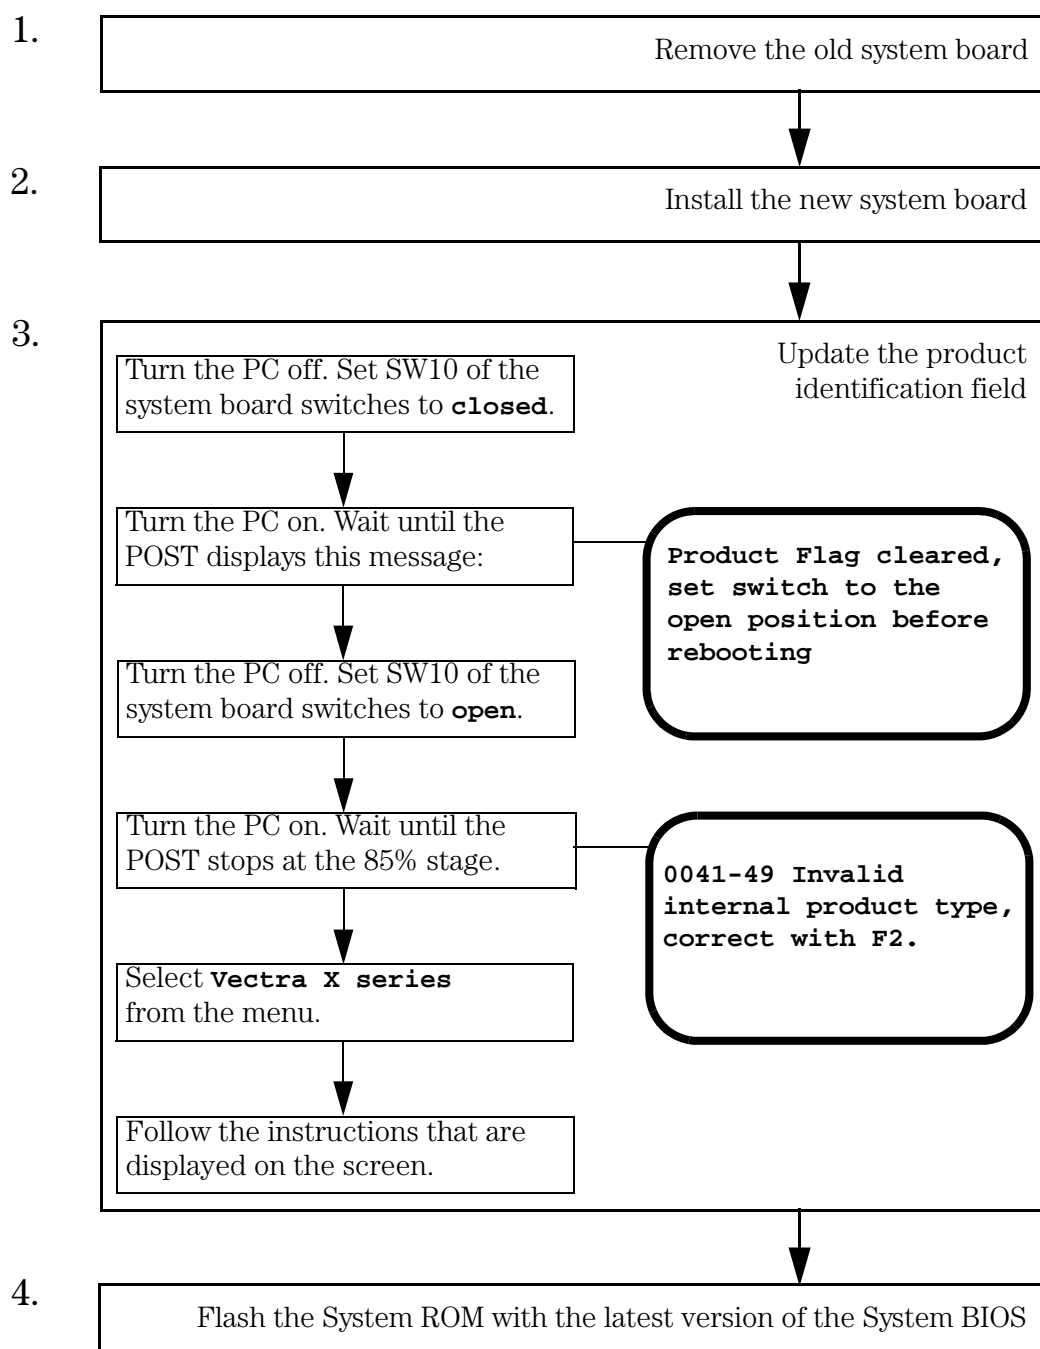 1.
Remove the old system board
2.
Install the new system board
3.
Update the product
identification field
Turn the PC off. Set SW10 of the
system board switches to closed.
Turn the PC on. Wait until the
POST displays this message:
Product Flag cleared,
set switch to the
open position before
rebooting
Turn the PC off. Set SW10 of the
system board switches to open.
Turn the PC on. Wait until the
POST stops at the 85% stage.
0041-49 Invalid
internal product type,
correct with F2.
Select Vectra X series
from the menu.
Follow the instructions that are
displayed on the screen.
4.
Flash the System ROM with the latest version of the System BIOS